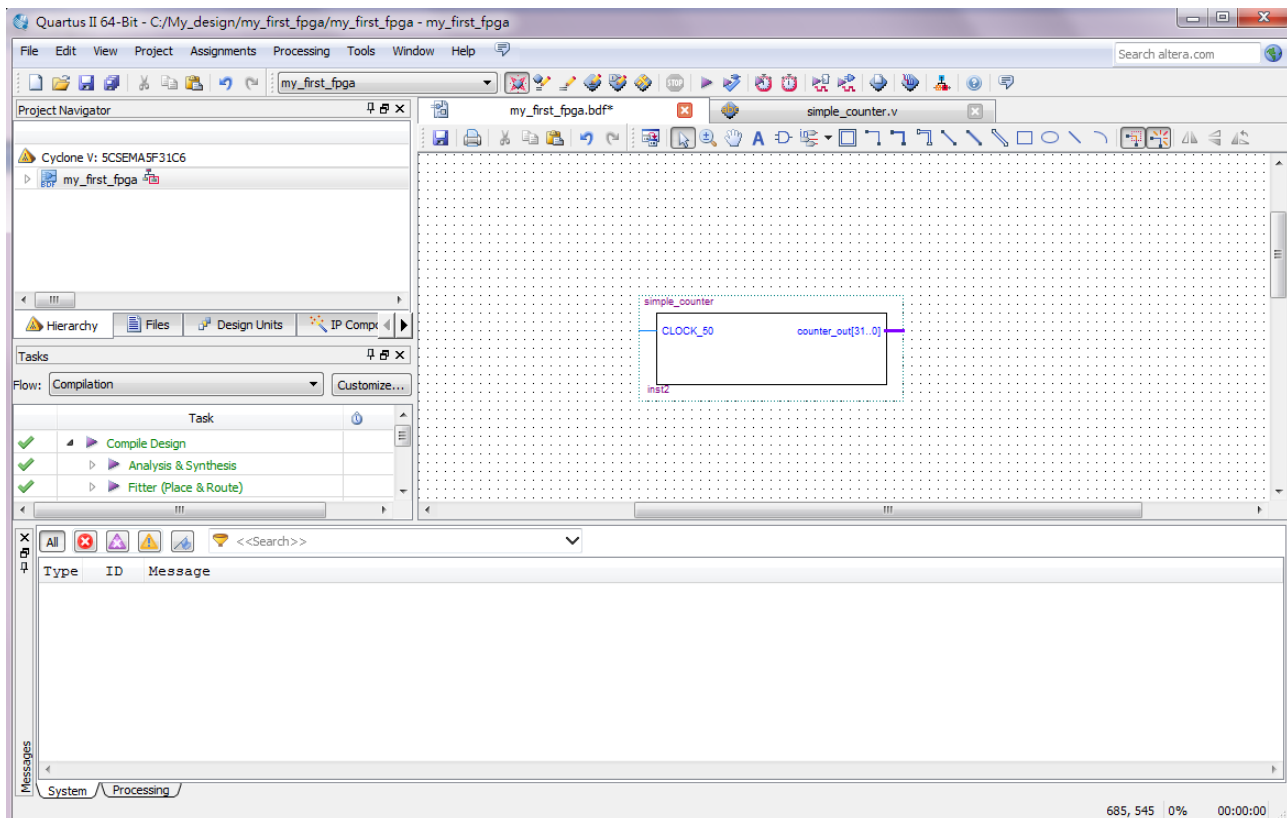 Quartus II 64-Bit - C:/My_design/my_first_fpga/my_first_fpga - my_first_fpga
File Edit View Project Assignments Processing Tools Window Help
Search altera.com
my_first_fpga
STOP
Project Navigator
my_first_fpga.bdf*
simple_counter.v
Cyclone V: 5CSEMA5F31C6
my_first_fpga
simple_counter
CLOCK_50 counter_out[31..0]
inst2
Hierarchy Files Design Units IP Compo
Tasks
Flow: Compilation Customize...
Task
Compile Design
Analysis & Synthesis
Fitter (Place & Route)
All <<Search>>
Type ID Message
Messages
System Processing
685, 545 0% 00:00:00